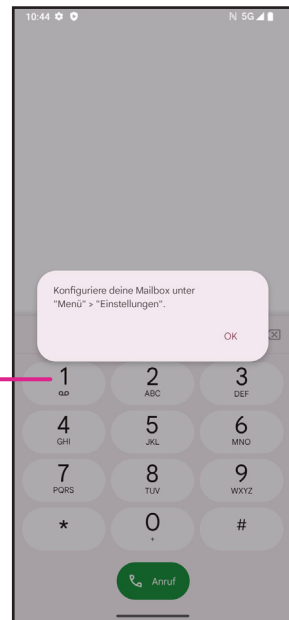 10:44 N 5G
Konfiguriere deine Mailbox unter
"Menü" > "Einstellungen".
OK
1 2 3
ABC DEF
4 5 6
GHI JKL MNO
7 8 9
PQRS TUV WXYZ
* 0 #
+
Anruf